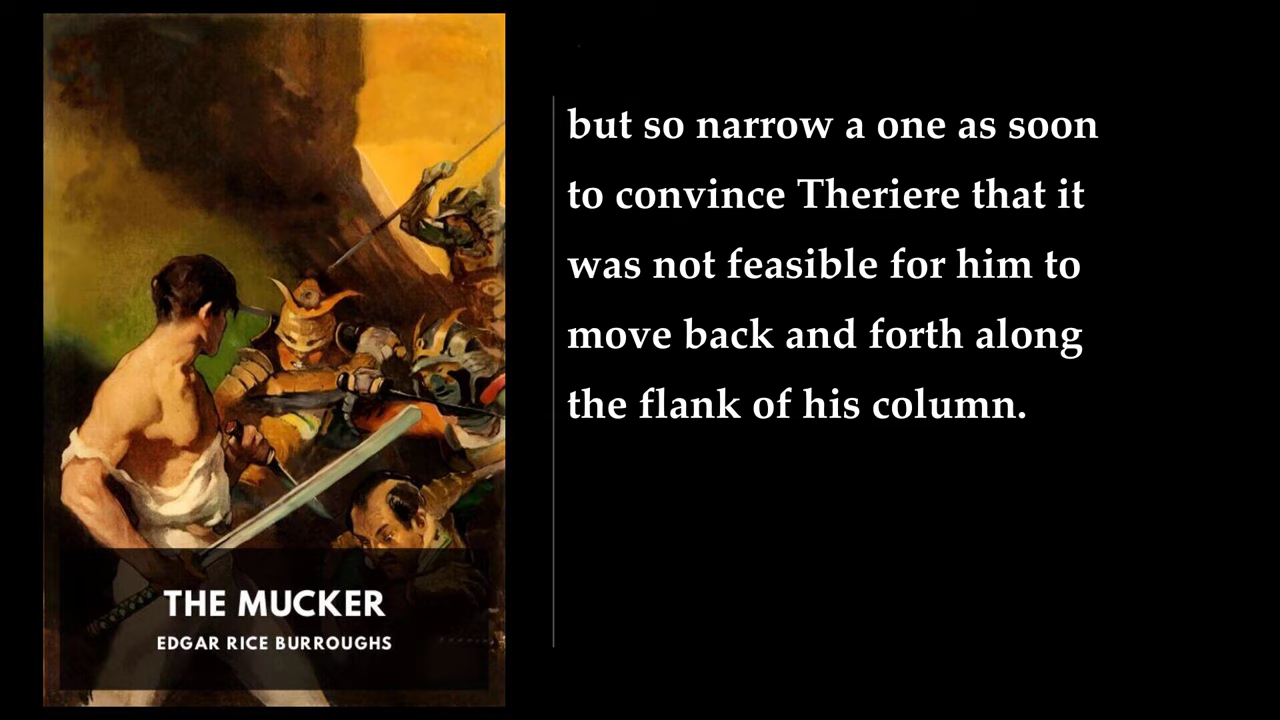 but so narrow a one as soon
to convince Theriere that it
was not feasible for him to
move back and forth along
the flank of his column.
THE MUCKER
EDGAR RICE BURROUGHS